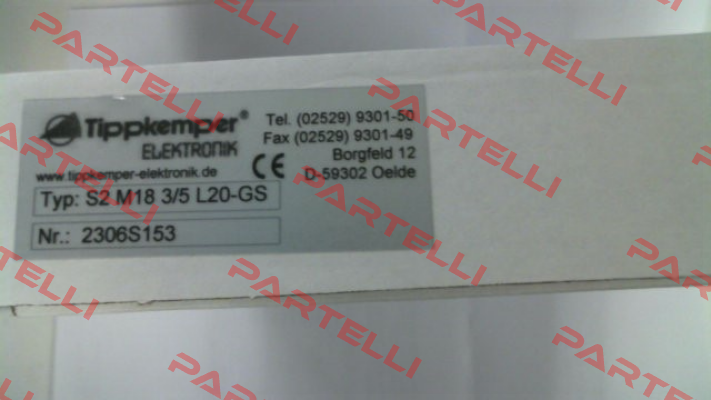 Tippkemper®
ELEKTRONIK
www.tippkemper-elektronik.de
Tel. (02529) 9301-50
Fax (02529) 9301-49
Borgfeld 12
D-59302 Oelde
CE
Typ: S2 M18 3/5 L20-GS
Nr.: 2306S153
PARTELLI
PARTELLI
PARTELLI
PARTELLI
PARTELLI
PARTELLI
PARTELLI
PARTELLI
PARTELLI
PARTELLI
PARTELLI